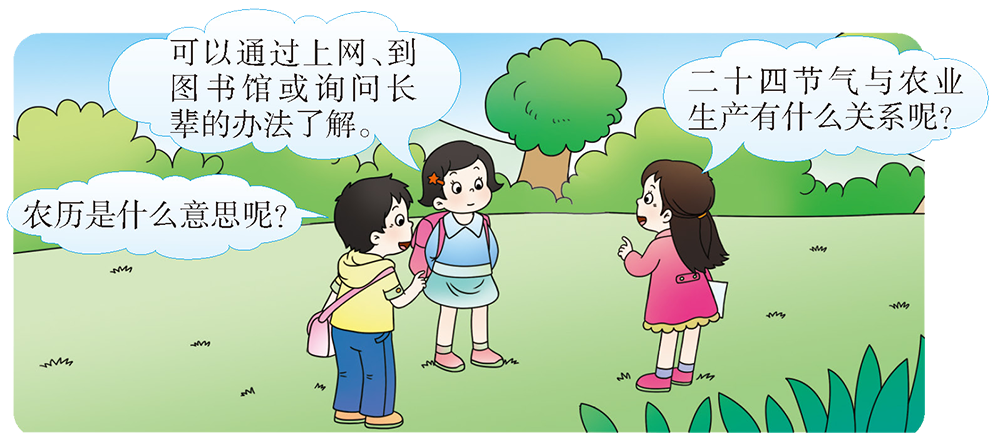 可以通过上网、到
图书馆或询问长
辈的办法了解。
二十四节气与农业
生产有什么关系呢?
农历是什么意思呢?